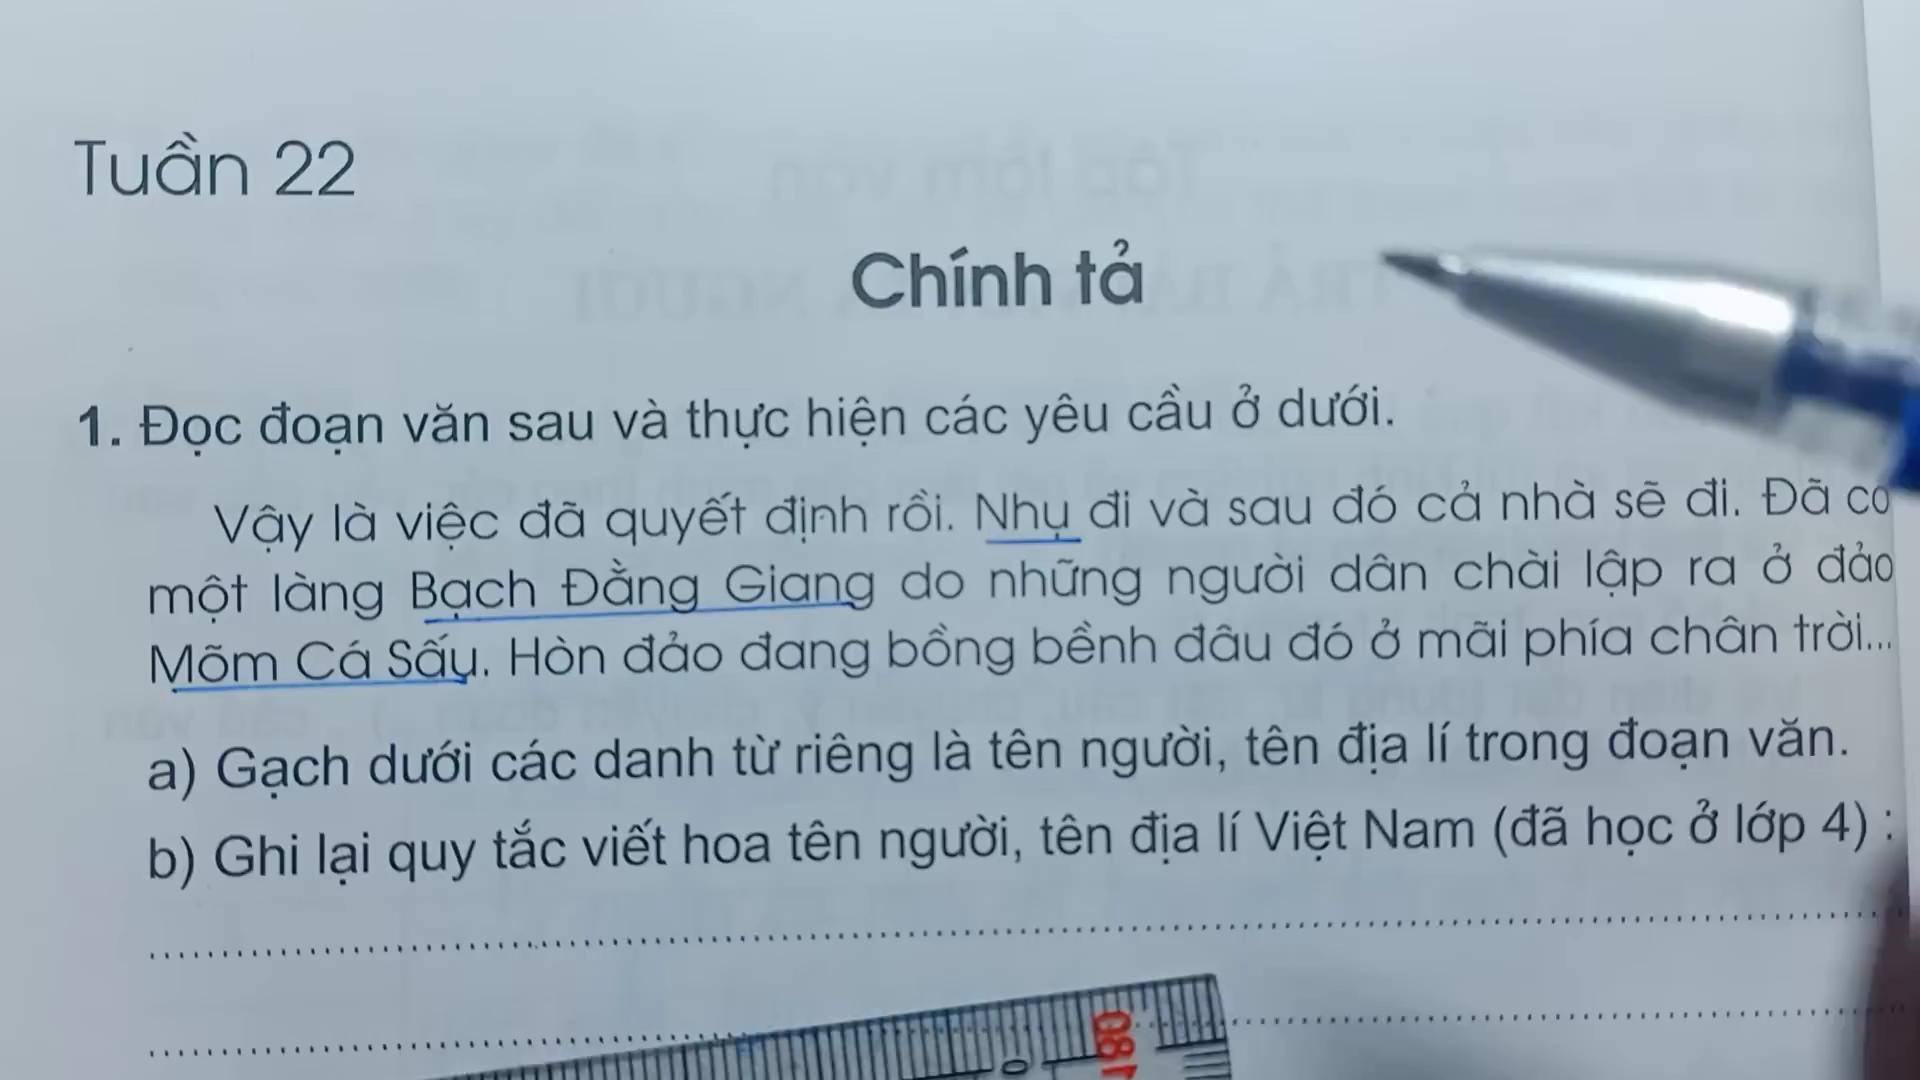 Tuần 22
Chính tả
1. Đọc đoạn văn sau và thực hiện các yêu cầu ở dưới.
Vậy là việc đã quyết định rồi. Nhụ đi và sau đó cả nhà sẽ đi. Đã có
một làng Bạch Đằng Giang do những người dân chài lập ra ở đảo
Mõm Cá Sấu. Hòn đảo đang bồng bềnh đâu đó ở mãi phía chân trời...
a) Gạch dưới các danh từ riêng là tên người, tên địa lí trong đoạn văn.
b) Ghi lại quy tắc viết hoa tên người, tên địa lí Việt Nam (đã học ở lớp 4) :
180
0